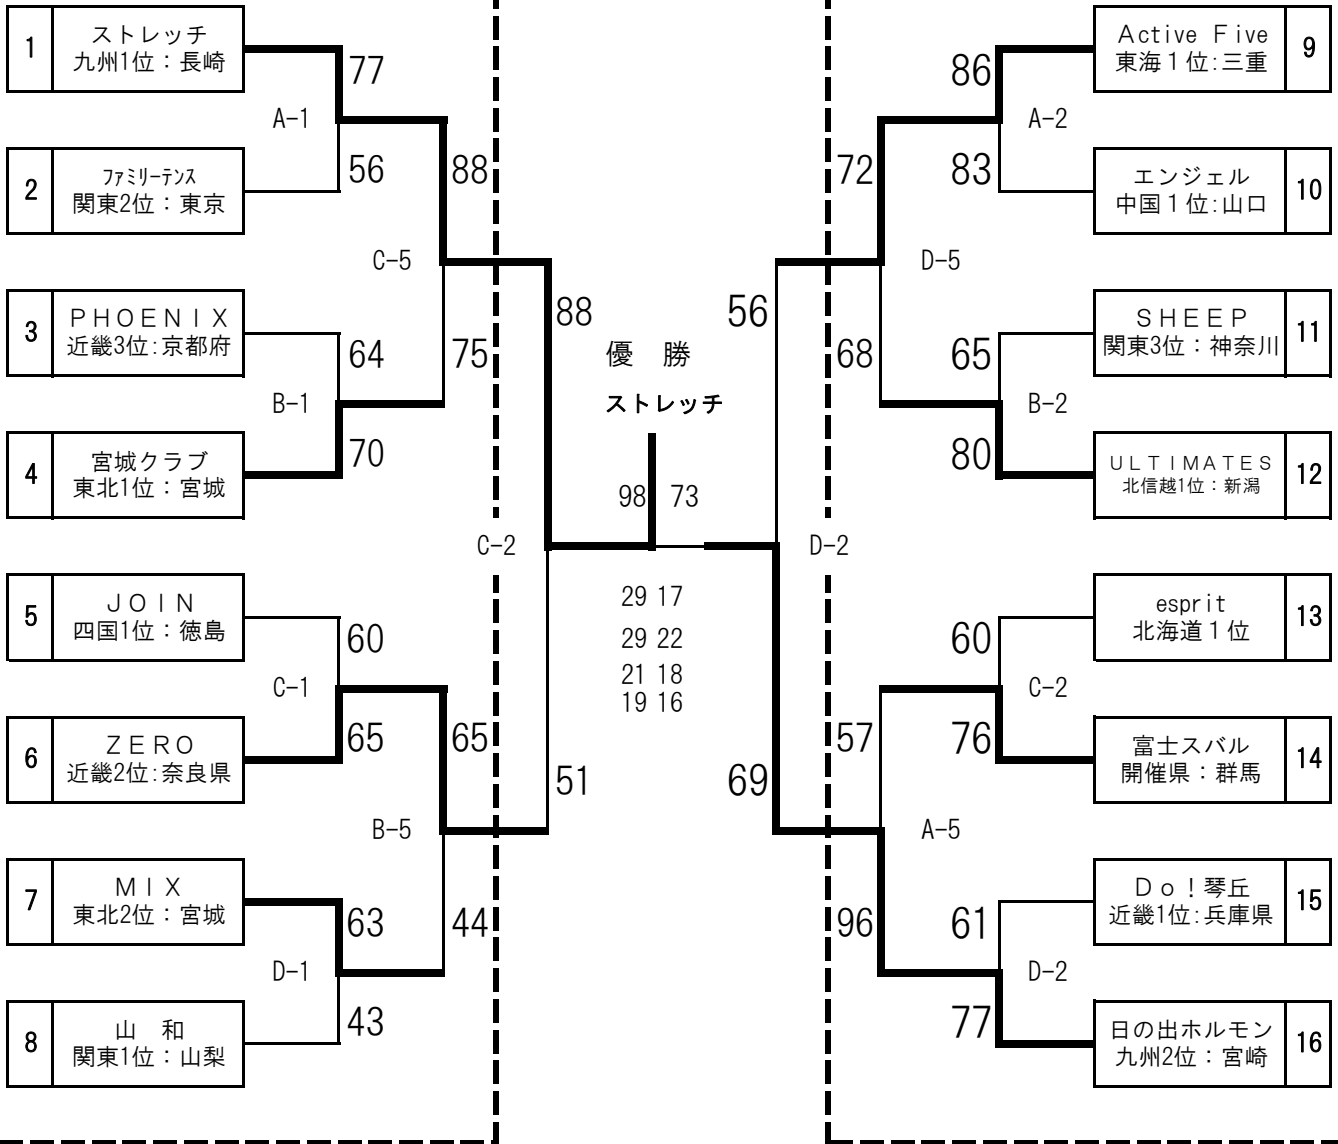 1
ストレッチ
九州1位：長崎
77
A-1
56
2
ﾌｧﾐﾘｰﾃﾝｽ
関東2位：東京
88
C-5
75
3
ＰＨＯＥＮＩＸ
近畿3位:京都府
64
B-1
70
4
宮城クラブ
東北1位：宮城
88
C-2
51
5
ＪＯＩＮ
四国1位：徳島
60
C-1
65
6
ＺＥＲＯ
近畿2位:奈良県
65
B-5
44
7
ＭＩＸ
東北2位：宮城
63
D-1
43
8
山　和
関東1位：山梨
優　勝
ストレッチ
98 73
29 17
29 22
21 18
19 16
Ａctive Ｆive
東海１位:三重
9
86
A-2
83
エンジェル
中国１位:山口
10
72
D-5
68
ＳＨＥＥＰ
関東3位：神奈川
11
65
B-2
80
ＵＬＴＩＭＡＴＥＳ
北信越1位：新潟
12
56
D-2
69
esprit
北海道１位
13
60
C-2
76
富士スバル
開催県：群馬
14
57
A-5
96
Ｄｏ！琴丘
近畿1位:兵庫県
15
61
D-2
77
日の出ホルモン
九州2位：宮崎
16